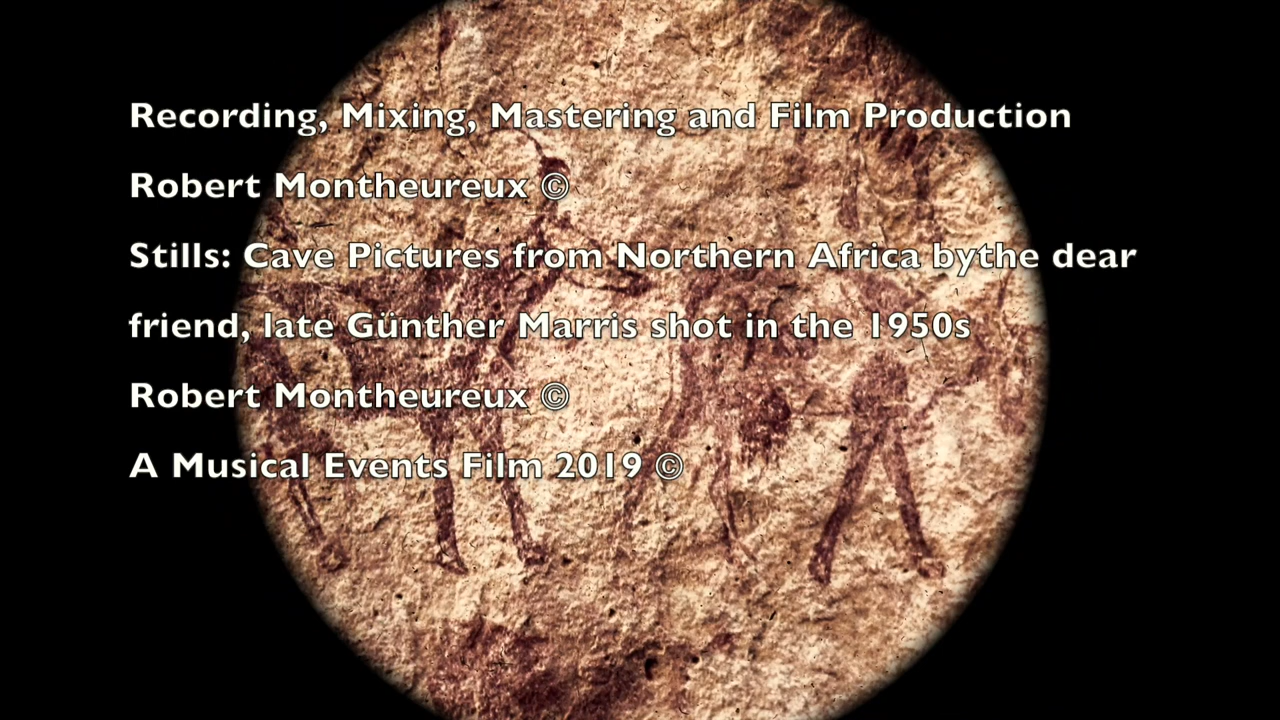 Recording, Mixing, Mastering and Film Production
Robert Montheureux ©
Stills: Cave Pictures from Northern Africa bythe dear
friend, late Günther Marris shot in the 1950s
Robert Montheureux ©
A Musical Events Film 2019 ©